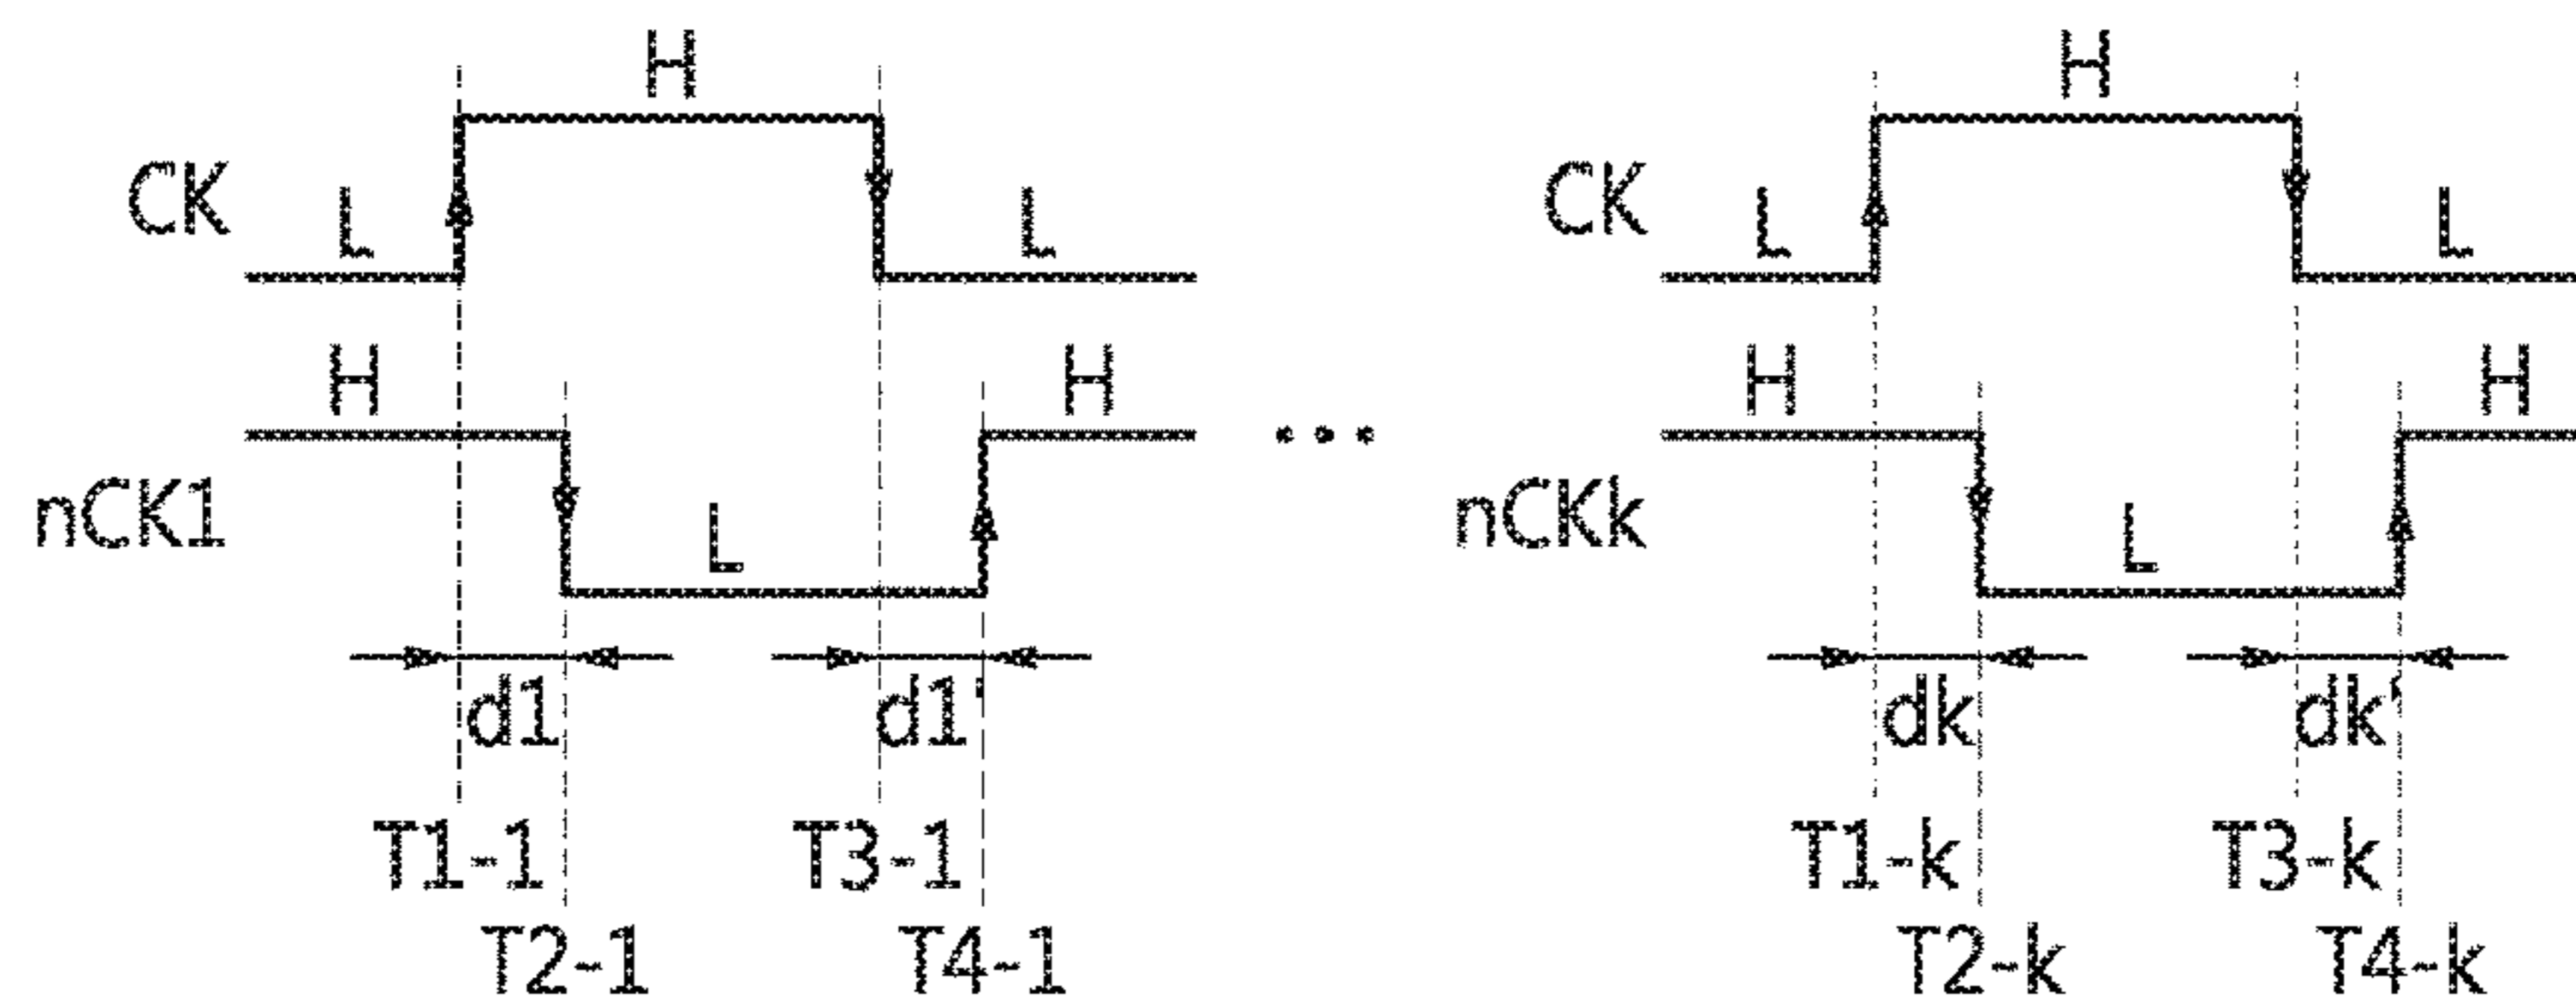 H H
CK L L CK L L
H H H H
nCK1 L nCKk L
d1 d1' dk dk'
T1-1 T3-1 T1-k T3-k
T2-1 T4-1 T2-k T4-k